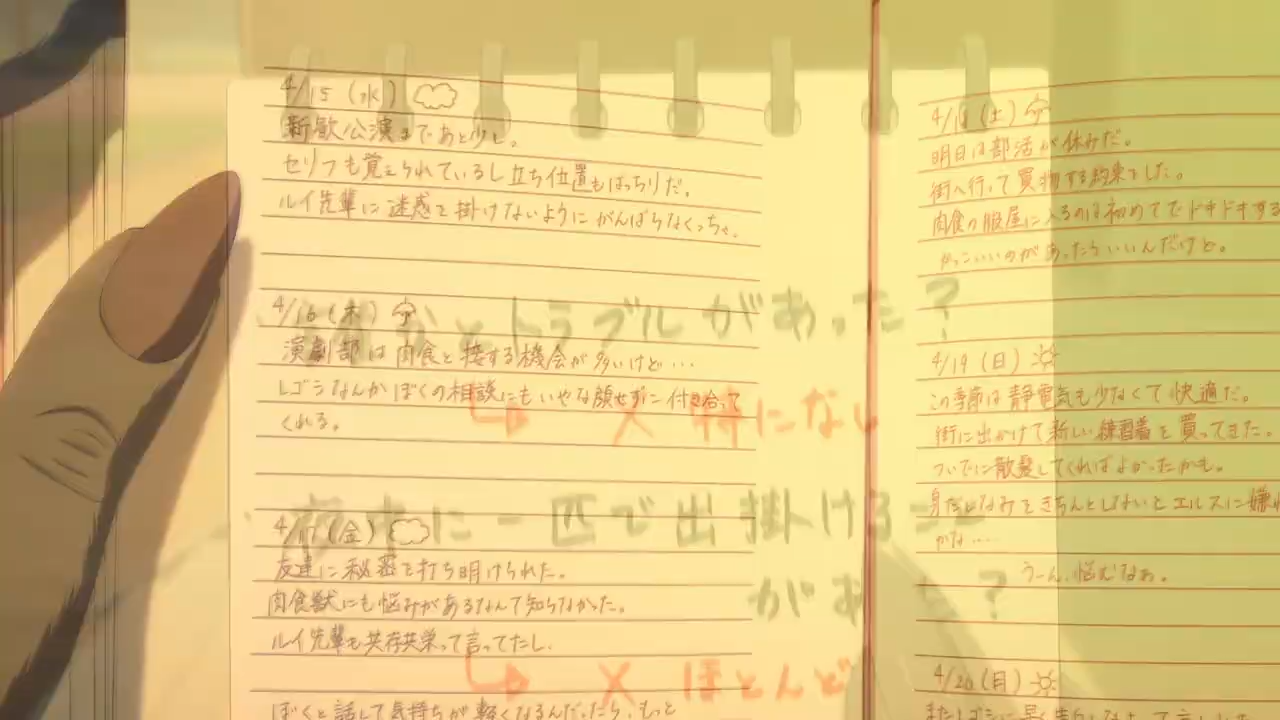 4/15 (水)
新歓公演まであと少し。
セリフも覚えられているし立ち位置もばっちりだ。
ルイ先輩に迷惑を掛けないようにがんばらなくっちゃ。
4/16 (木)
演劇部は肉食と接する機会が多いけど…
レゴシなんかぼくの相談にもいやな顔せずに付き合って
くれる。
4/17 (金)
友達に秘密を打ち明けられた。
肉食獣にも悩みがあるなんて知らなかった。
ルイ先輩も共存共栄って言ってたし.
ぼくと話して気持ちが軽くなるんだったら、もっと
4/18 (土)
明日は部活が休みだ。
街へ行って買物する約束をした。
肉食の服屋に入るのは初めてでドキドキする
かっこいいのがあったらいいんだけど。
4/19 (日)
この季節は静電気も少なくて快適だ。
街に出かけて新しい練習着を買ってきた。
ついでに散髪してくればよかったかも。
身だしなみをきちんとしないとエルスに嫌わ
かな….
うーん、悩むなぁ。
4/20 (月)
かとトラブルがあった?
× 特になし
夜中に一匹で出掛けること
があった?
× ほとんど